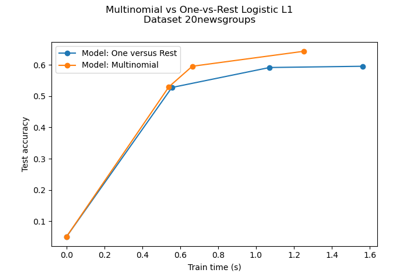 Multinomial vs One-vs-Rest Logistic L1
Dataset 20newsgroups
Model: One versus Rest
Model: Multinomial
0.6
0.5
0.4
0.3
0.2
0.1
Test accuracy
0.0 0.2 0.4 0.6 0.8 1.0 1.2 1.4 1.6
Train time (s)